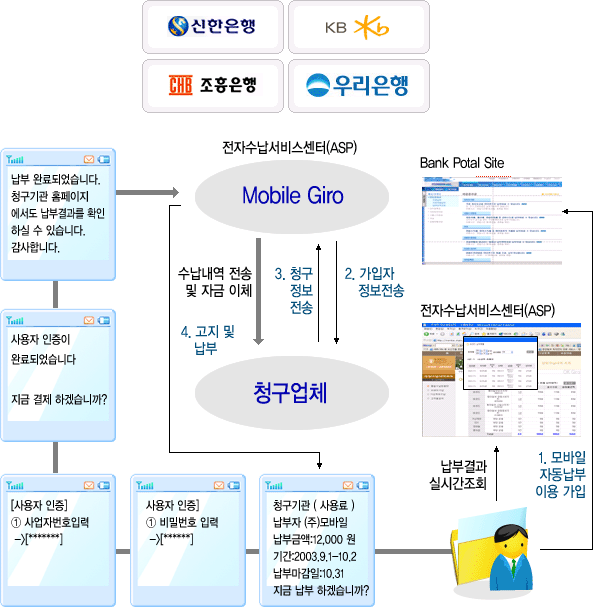 신한은행
KB
CHB 조흥은행
우리은행
전자수납서비스센터(ASP)
Mobile Giro
Bank Potal Site
납부 완료되었습니다.
청구기관 홈페이지
에서도 납부결과를 확인
하실 수 있습니다.
감사합니다.
수납내역 전송
및 자금 이체
3. 청구
정보
전송
2. 가입자
정보전송
4. 고지 및
납부
청구업체
전자수납서비스센터(ASP)
사용자 인증이
완료되었습니다
지금 결제 하겠습니까?
납부결과
실시간조회
1. 모바일
자동납부
이용 가입
[사용자 인증]
① 사업자번호입력
->[*******]
사용자 인증]
① 비밀번호 입력
->[******]
청구기관 ( 사용료 )
납부자 (주)모바일
납부금액:12,000 원
기간:2003.9.1~10.2
납부마감일:10.31
지금 납부 하겠습니까?